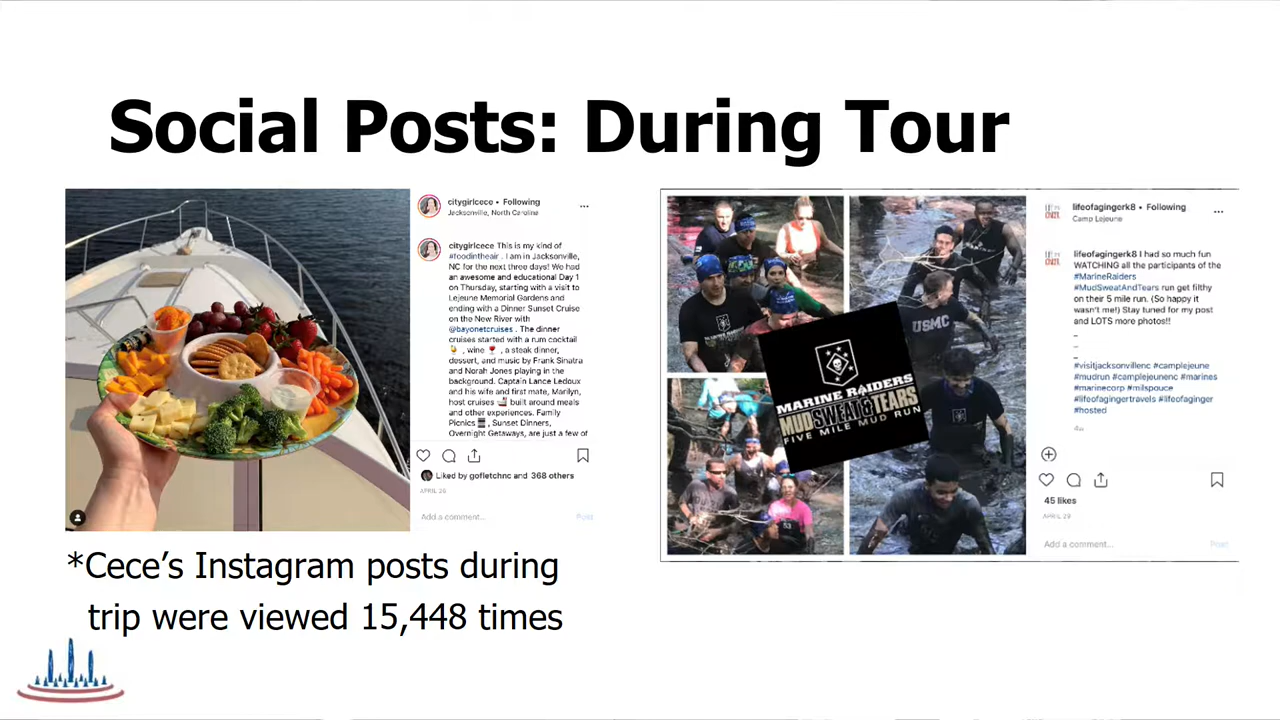 Social Posts: During Tour
citygirlcece • Following
Jacksonville, North Carolina
citygirlcece This is my kind of
#foodintheair . I am in Jacksonville,
NC for the next three days! We had
an awesome and educational Day 1
on Thursday, starting with a visit to
Lejeune Memorial Gardens and
ending with a Dinner Sunset Cruise
on the New River with
@bayonetcruises . The dinner
cruises started with a rum cocktail
🍹 , wine 🍷 , a steak dinner,
dessert, and music by Frank Sinatra
and Norah Jones playing in the
background. Captain Lance Ledoux
and his wife and first mate, Marilyn,
host cruises 🛥 built around meals
and other experiences. Family
Picnics , Sunset Dinners,
Overnight Getaways, are just a few of
Liked by gofletchnc and 368 others
APRIL 26
Add a comment...
Post
*Cece's Instagram posts during
trip were viewed 15,448 times
MARINE RAIDERS
MUD SWEAT & TEARS
FIVE MILE MUD RUN
USMC
lifeofagingerk8 • Following
Camp Lejeune
lifeofagingerk8 I had so much fun
WATCHING all the participants of the
#MarineRaiders
#MudSweatAndTears run get filthy
on their 5 mile run. (So happy it
wasn't me!) Stay tuned for my post
and LOTS more photos!!
_
_
_
#visitjacksonvillenc #camplejeune
#mudrun #camplejeunenc #marines
#marinecorp #milspouce
#lifeofagingertravels #lifeofaginger
#hosted
45 likes
APRIL 29
Add a comment...
Post